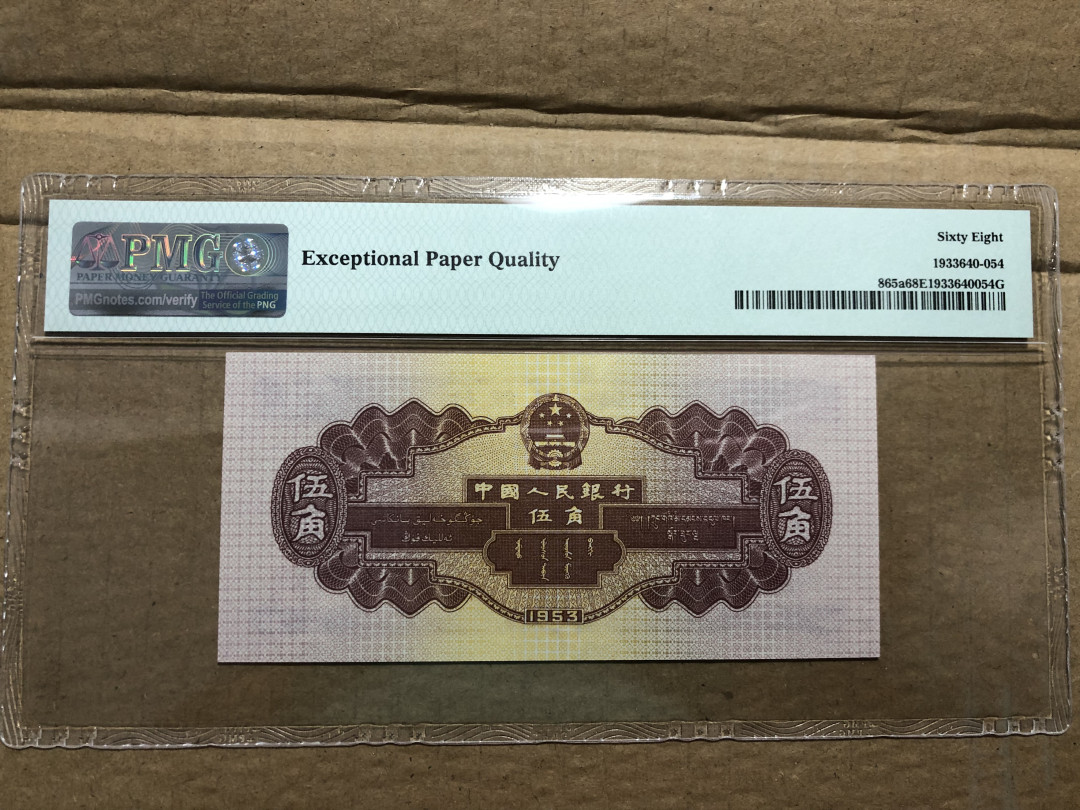 PMG
PAPER MONEY GUARANTY
PMGnotes.com/verify
The Official Grading
Service of the PNG
Exceptional Paper Quality
Sixty Eight
1933640-054
865a68E1933640054G
中國人民銀行
伍角
伍角
伍角
1953